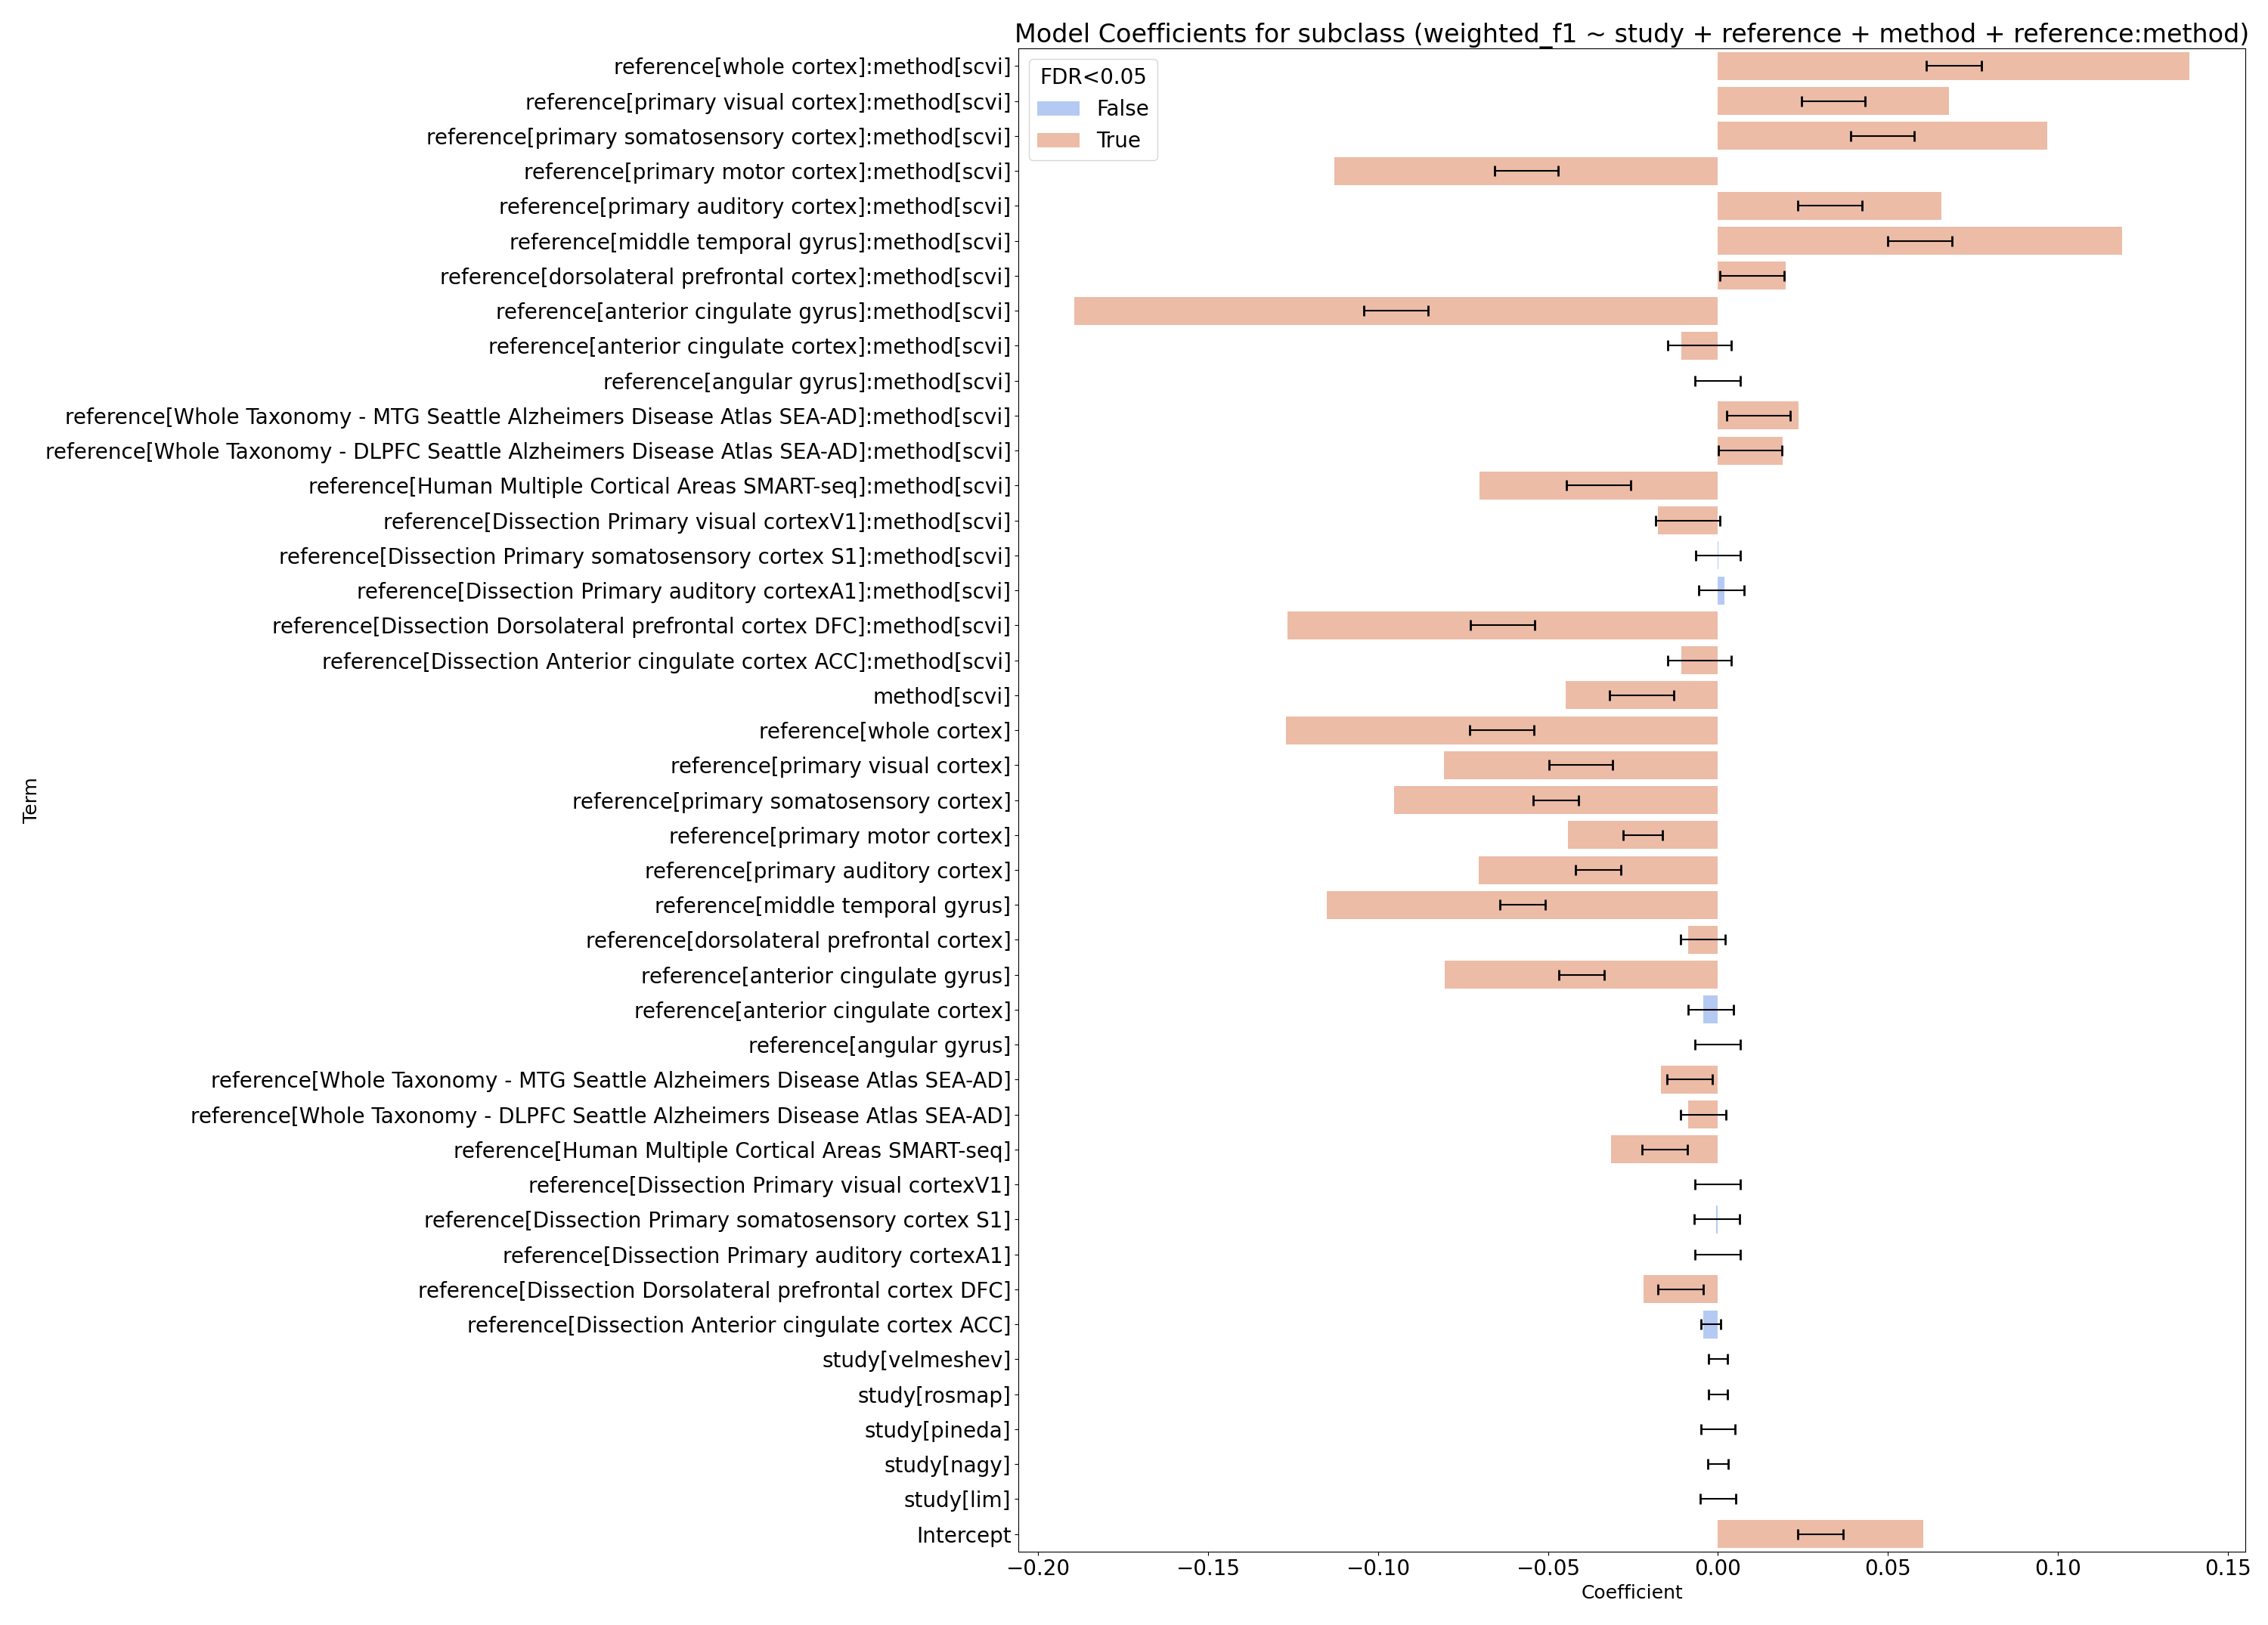 Model Coefficients for subclass (weighted_f1 ~ study + reference + method + reference:method)
FDR<0.05
False
True
reference[whole cortex]:method[scvi]
reference[primary visual cortex]:method[scvi]
reference[primary somatosensory cortex]:method[scvi]
reference[primary motor cortex]:method[scvi]
reference[primary auditory cortex]:method[scvi]
reference[middle temporal gyrus]:method[scvi]
reference[dorsolateral prefrontal cortex]:method[scvi]
reference[anterior cingulate gyrus]:method[scvi]
reference[anterior cingulate cortex]:method[scvi]
reference[angular gyrus]:method[scvi]
reference[Whole Taxonomy - MTG Seattle Alzheimers Disease Atlas SEA-AD]:method[scvi]
reference[Whole Taxonomy - DLPFC Seattle Alzheimers Disease Atlas SEA-AD]:method[scvi]
reference[Human Multiple Cortical Areas SMART-seq]:method[scvi]
reference[Dissection Primary visual cortexV1]:method[scvi]
reference[Dissection Primary somatosensory cortex S1]:method[scvi]
reference[Dissection Primary auditory cortexA1]:method[scvi]
reference[Dissection Dorsolateral prefrontal cortex DFC]:method[scvi]
reference[Dissection Anterior cingulate cortex ACC]:method[scvi]
method[scvi]
reference[whole cortex]
reference[primary visual cortex]
reference[primary somatosensory cortex]
reference[primary motor cortex]
reference[primary auditory cortex]
reference[middle temporal gyrus]
reference[dorsolateral prefrontal cortex]
reference[anterior cingulate gyrus]
reference[anterior cingulate cortex]
reference[angular gyrus]
reference[Whole Taxonomy - MTG Seattle Alzheimers Disease Atlas SEA-AD]
reference[Whole Taxonomy - DLPFC Seattle Alzheimers Disease Atlas SEA-AD]
reference[Human Multiple Cortical Areas SMART-seq]
reference[Dissection Primary visual cortexV1]
reference[Dissection Primary somatosensory cortex S1]
reference[Dissection Primary auditory cortexA1]
reference[Dissection Dorsolateral prefrontal cortex DFC]
reference[Dissection Anterior cingulate cortex ACC]
study[velmeshev]
study[rosmap]
study[pineda]
study[nagy]
study[lim]
Intercept
Term
−0.20 −0.15 −0.10 −0.05 0.00 0.05 0.10 0.15
Coefficient